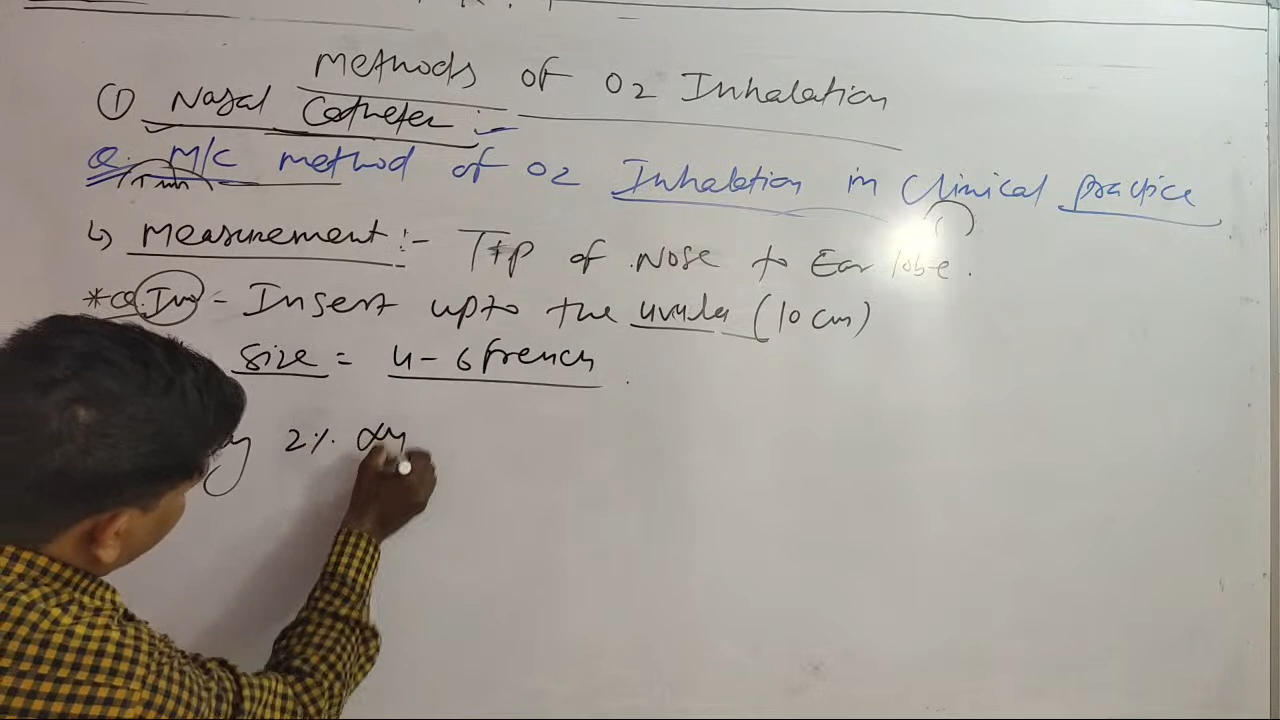 Methods of O2 Inhalation
① Nasal Catheter :-
Q. M/C method of O2 Inhalation in Clinical practice
↳ Measurement :- Tip of Nose to Ear lobe.
*Q. Imp - Insert upto the uvula (10 cm)
size = 4-6 french
2%. oxy